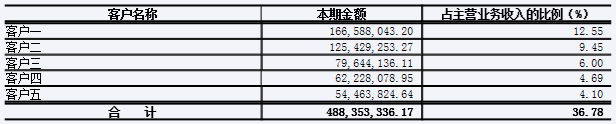 客户名称 本期金额 占主营业务收入的比例（%）
客户一 166,588,043.20 12.55
客户二 125,429,253.27 9.45
客户三 79,644,136.11 6.00
客户四 62,228,078.95 4.69
客户五 54,463,824.64 4.10
合 计 488,353,336.17 36.78